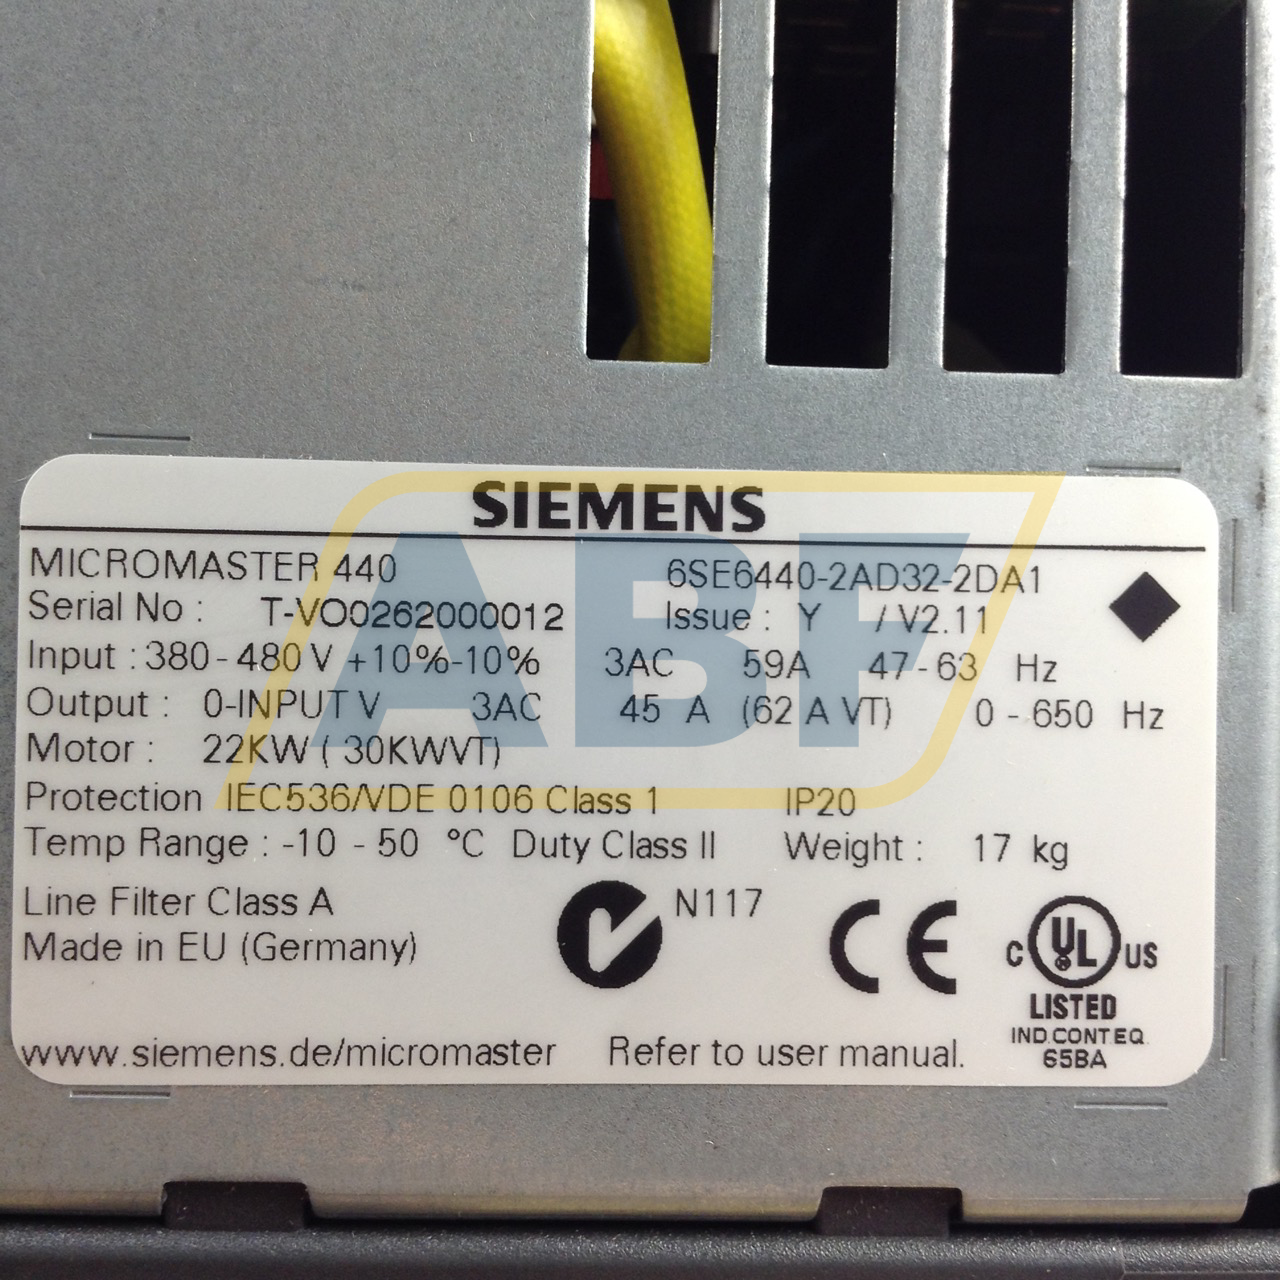 SIEMENS
MICROMASTER 440 6SE6440-2AD32-2DA1
Serial No : T-VO0262000012 Issue : Y / V2.11
Input : 380 - 480 V +10%-10% 3AC 59A 47 - 63 Hz
Output : 0-INPUT V 3AC 45 A (62 A VT) 0 - 650 Hz
Motor : 22KW ( 30KWVT)
Protection IEC536/VDE 0106 Class 1 IP20
Temp Range : -10 - 50 °C Duty Class II Weight : 17 kg
Line Filter Class A N117
Made in EU (Germany)
CE
C UL US
LISTED
IND.CONT.EQ.
65BA
www.siemens.de/micromaster Refer to user manual.
ABF